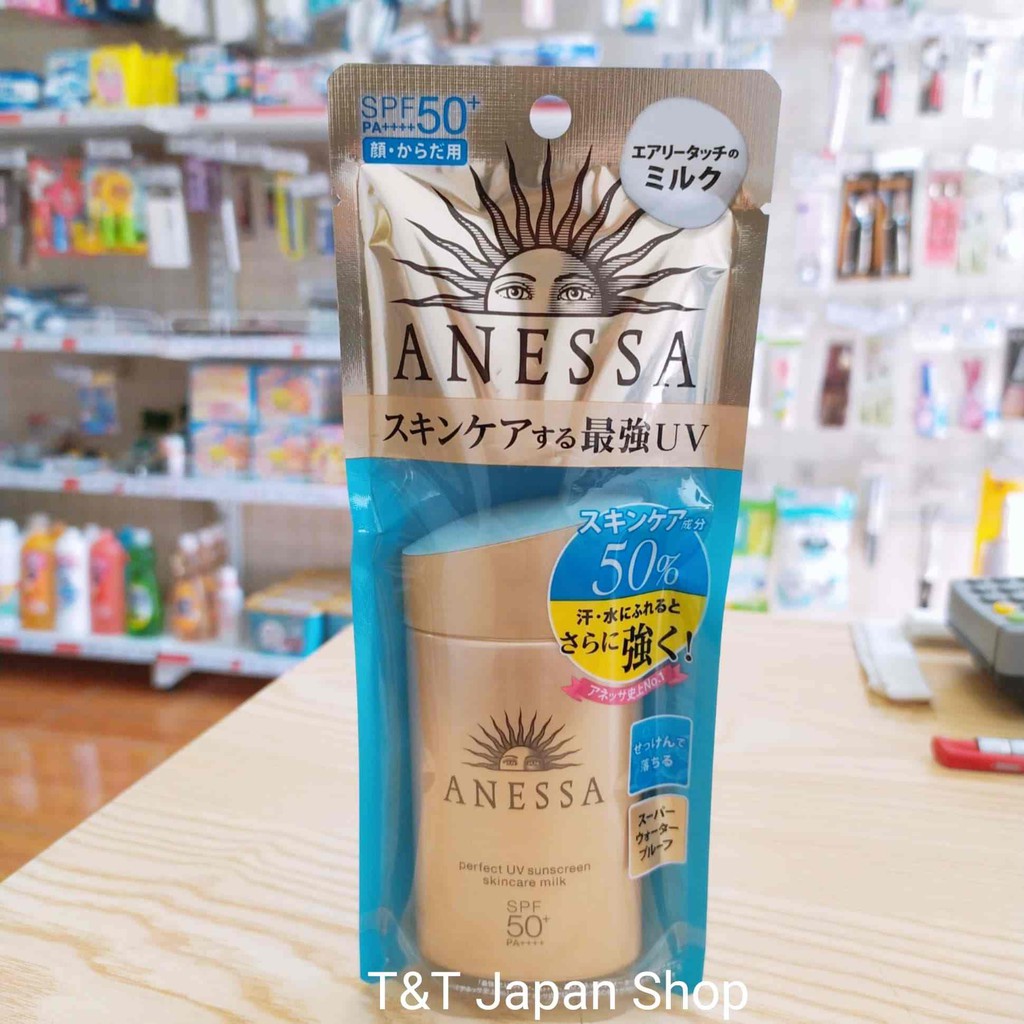 SPF50+
PA++++
顔・からだ用
エアリータッチの
ミルク
ANESSA
スキンケアする最強UV
スキンケア成分
50%
汗・水にふれると
さらに強く!
アネッサ史上No.1
せっけんで
落ちる
スーパー
ウォーター
プルーフ
ANESSA
perfect UV sunscreen
skincare milk
SPF
50+
PA++++
T&T Japan Shop